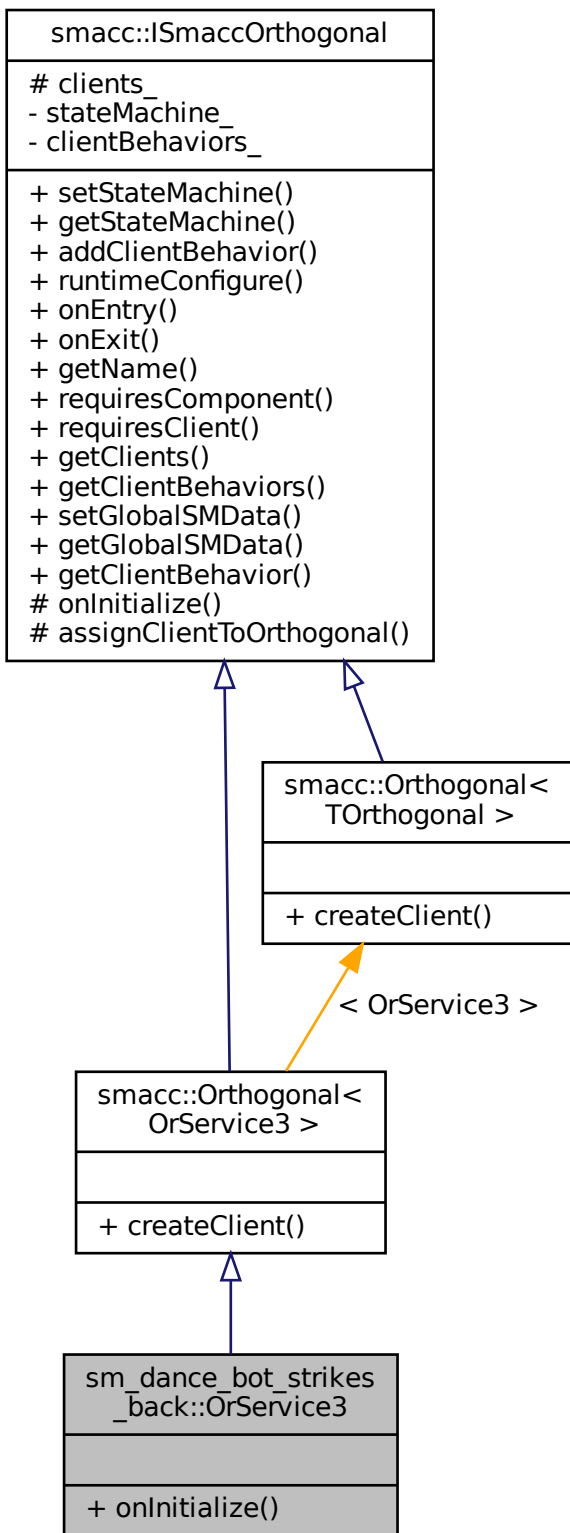 smacc::ISmaccOrthogonal
# clients_
- stateMachine_
- clientBehaviors_
+ setStateMachine()
+ getStateMachine()
+ addClientBehavior()
+ runtimeConfigure()
+ onEntry()
+ onExit()
+ getName()
+ requiresComponent()
+ requiresClient()
+ getClients()
+ getClientBehaviors()
+ setGlobalSMData()
+ getGlobalSMData()
+ getClientBehavior()
# onInitialize()
# assignClientToOrthogonal()
smacc::Orthogonal<
TOrthogonal >
+ createClient()
< OrService3 >
smacc::Orthogonal<
OrService3 >
+ createClient()
sm_dance_bot_strikes
_back::OrService3
+ onInitialize()